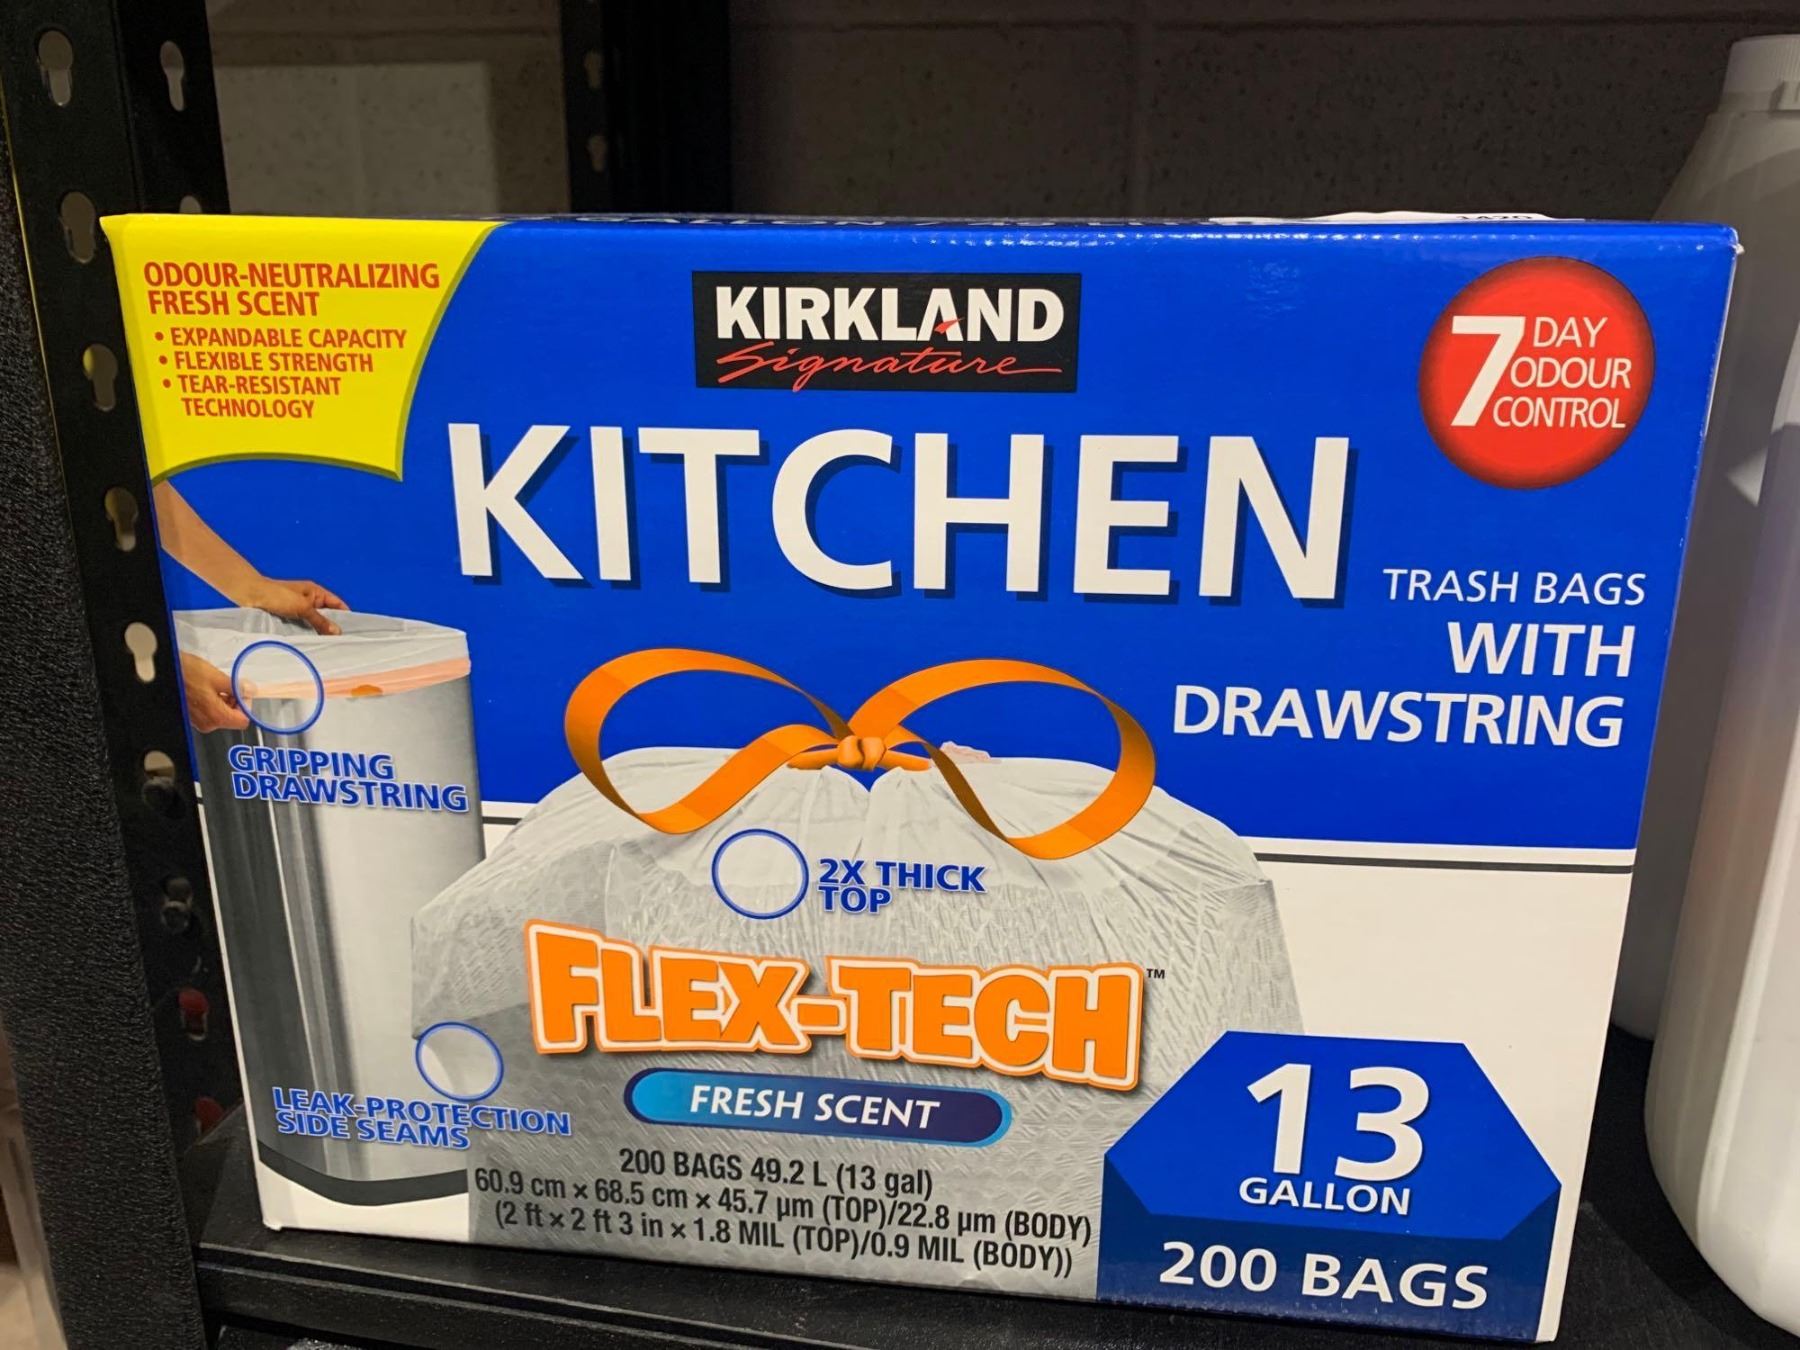 ODOUR-NEUTRALIZING
FRESH SCENT
• EXPANDABLE CAPACITY
• FLEXIBLE STRENGTH
• TEAR-RESISTANT
TECHNOLOGY
KIRKLAND
Signature
7 DAY
ODOUR
CONTROL
KITCHEN
TRASH BAGS
WITH
DRAWSTRING
GRIPPING
DRAWSTRING
2X THICK
TOP
FLEX-TECH™
FRESH SCENT
LEAK-PROTECTION
SIDE SEAMS
200 BAGS 49.2 L (13 gal)
60.9 cm × 68.5 cm × 45.7 µm (TOP)/22.8 µm (BODY)
(2 ft × 2 ft 3 in × 1.8 MIL (TOP)/0.9 MIL (BODY))
13
GALLON
200 BAGS